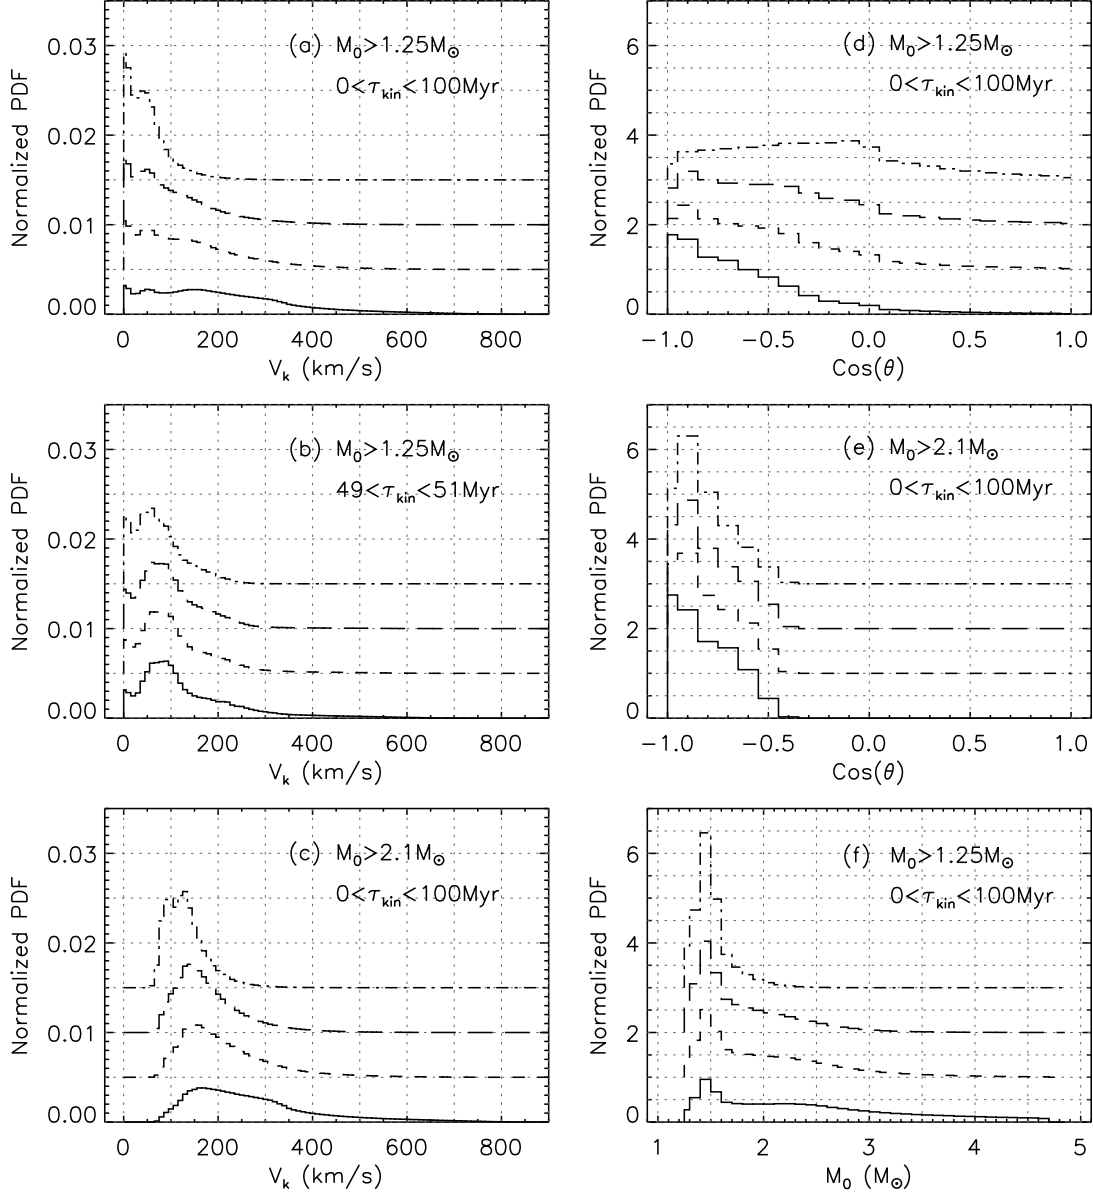 (a) M₀>1.25M⊙
0<τkin<100Myr
Normalized PDF
0.03
0.02
0.01
0.00
0 200 400 600 800
Vk (km/s)
(d) M₀>1.25M⊙
0<τkin<100Myr
Normalized PDF
6
4
2
0
−1.0 −0.5 0.0 0.5 1.0
Cos(θ)
(b) M₀>1.25M⊙
49<τkin<51Myr
Normalized PDF
0.03
0.02
0.01
0.00
0 200 400 600 800
Vk (km/s)
(e) M₀>2.1M⊙
0<τkin<100Myr
Normalized PDF
6
4
2
0
−1.0 −0.5 0.0 0.5 1.0
Cos(θ)
(c) M₀>2.1M⊙
0<τkin<100Myr
Normalized PDF
0.03
0.02
0.01
0.00
0 200 400 600 800
Vk (km/s)
(f) M₀>1.25M⊙
0<τkin<100Myr
Normalized PDF
6
4
2
0
1 2 3 4 5
M₀ (M⊙)